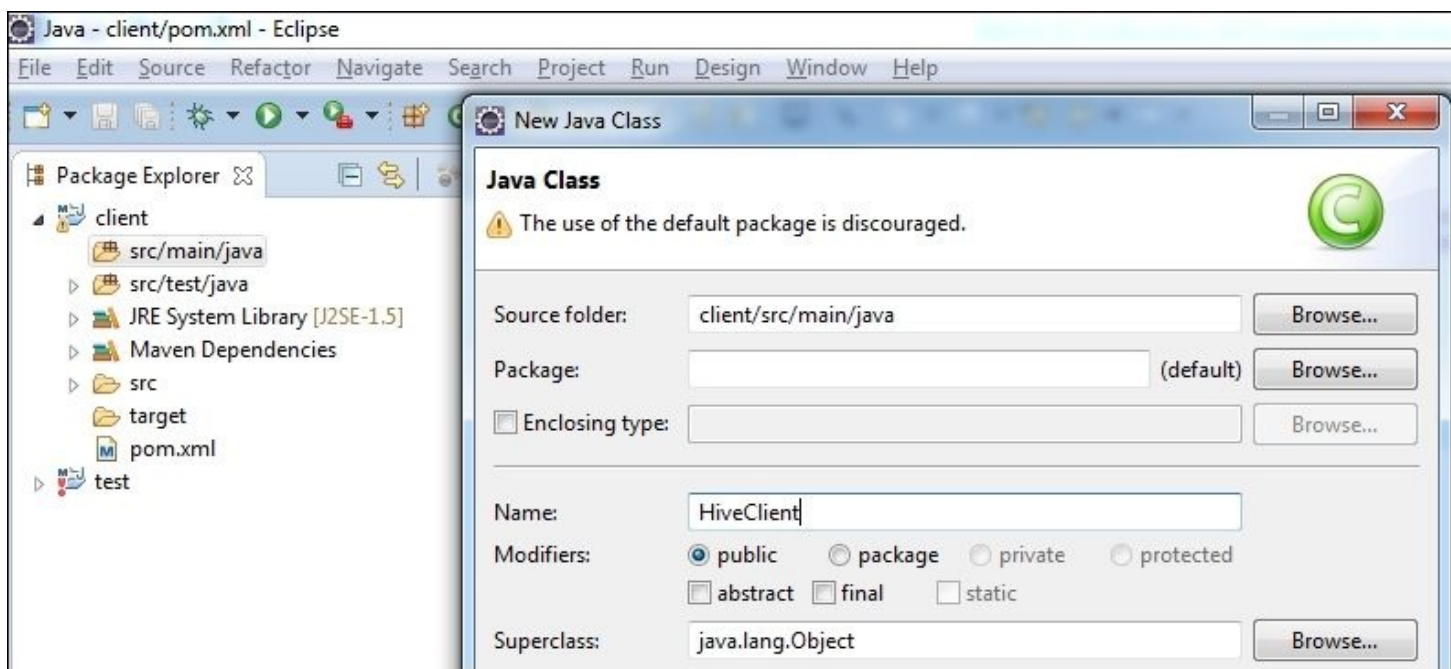 Java - client/pom.xml - Eclipse
File Edit Source Refactor Navigate Search Project Run Design Window Help
New Java Class
Package Explorer
Java Class
The use of the default package is discouraged.
client
src/main/java
src/test/java
JRE System Library [J2SE-1.5]
Maven Dependencies
src
target
pom.xml
test
Source folder: client/src/main/java Browse...
Package: (default) Browse...
Enclosing type: Browse...
Name: HiveClient
Modifiers: public package private protected
abstract final static
Superclass: java.lang.Object Browse...